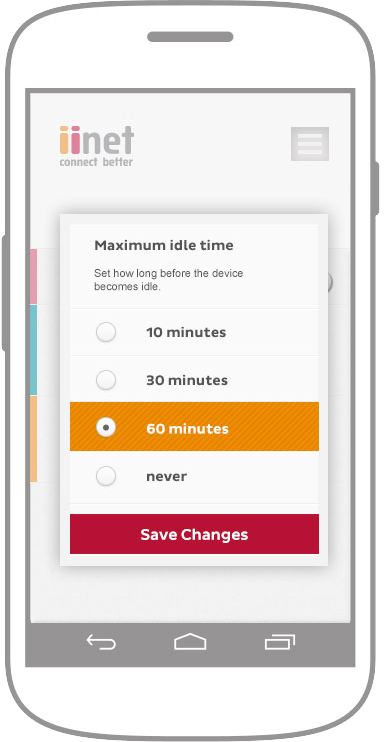 iinet
connect better
Maximum idle time
Set how long before the device
becomes idle.
10 minutes
30 minutes
60 minutes
never
Save Changes